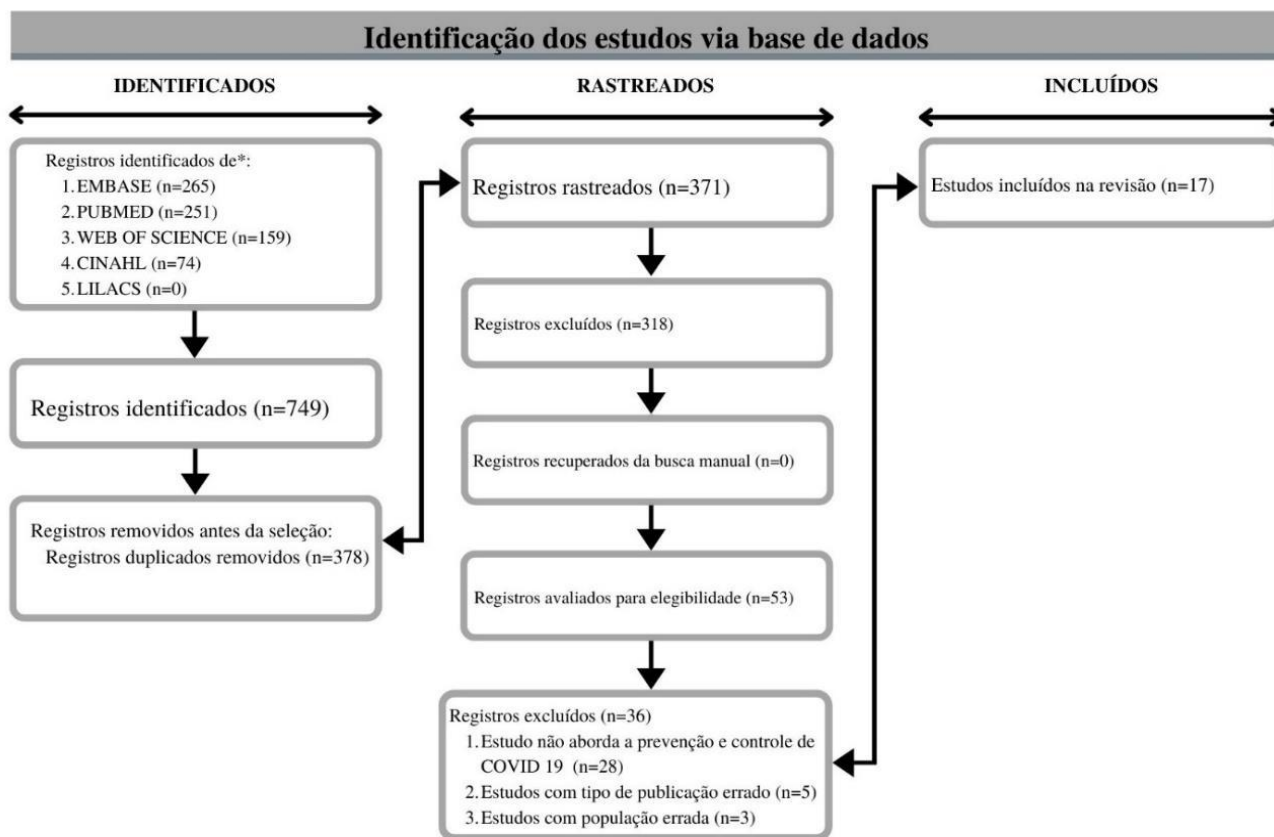 Identificação dos estudos via base de dados
IDENTIFICADOS
Registros identificados de*:
1. EMBASE (n=265)
2. PUBMED (n=251)
3. WEB OF SCIENCE (n=159)
4. CINAHL (n=74)
5. LILACS (n=0)
Registros identificados (n=749)
Registros removidos antes da seleção:
Registros duplicados removidos (n=378)
RASTREADOS
Registros rastreados (n=371)
Registros excluídos (n=318)
Registros recuperados da busca manual (n=0)
Registros avaliados para elegibilidade (n=53)
Registros excluídos (n=36)
1. Estudo não aborda a prevenção e controle de
COVID 19 (n=28)
2. Estudos com tipo de publicação errado (n=5)
3. Estudos com população errada (n=3)
INCLUÍDOS
Estudos incluídos na revisão (n=17)